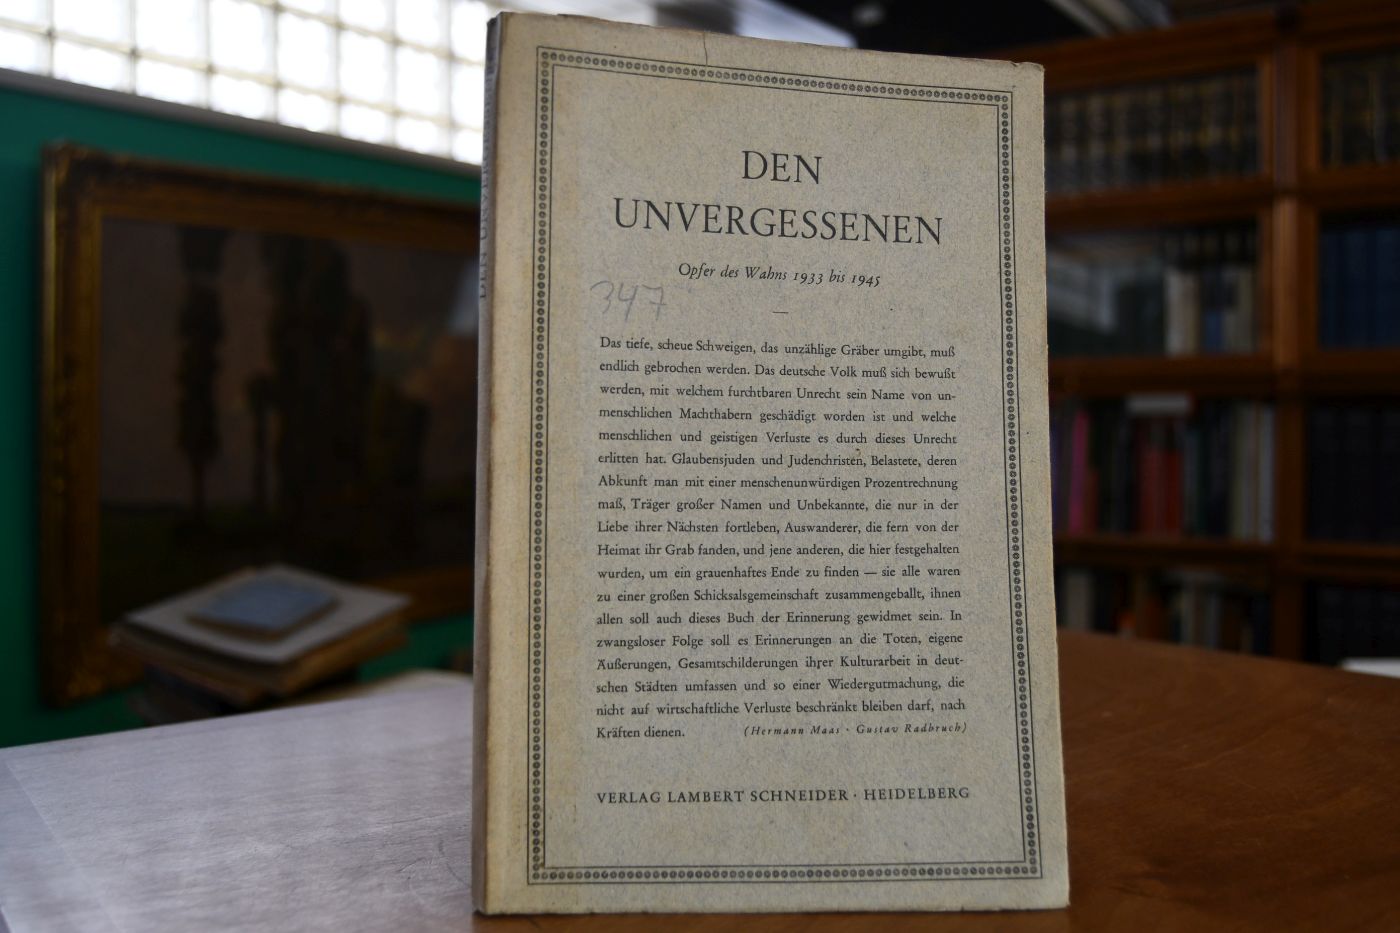 DEN
UNVERGESSENEN
Opfer des Wahns 1933 bis 1945
347
Das tiefe, scheue Schweigen, das unzählige Gräber umgibt, muß
endlich gebrochen werden. Das deutsche Volk muß sich bewußt
werden, mit welchem furchtbaren Unrecht sein Name von un-
menschlichen Machthabern geschädigt worden ist und welche
menschlichen und geistigen Verluste es durch dieses Unrecht
erlitten hat. Glaubensjuden und Judenchristen, Belastete, deren
Abkunft man mit einer menschenunwürdigen Prozentrechnung
maß, Träger großer Namen und Unbekannte, die nur in der
Liebe ihrer Nächsten fortleben, Auswanderer, die fern von der
Heimat ihr Grab fanden, und jene anderen, die hier festgehalten
wurden, um ein grauenhaftes Ende zu finden — sie alle waren
zu einer großen Schicksalsgemeinschaft zusammengeballt, ihnen
allen soll auch dieses Buch der Erinnerung gewidmet sein. In
zwangsloser Folge soll es Erinnerungen an die Toten, eigene
Äußerungen, Gesamtschilderungen ihrer Kulturarbeit in deut-
schen Städten umfassen und so einer Wiedergutmachung, die
nicht auf wirtschaftliche Verluste beschränkt bleiben darf, nach
Kräften dienen. (Hermann Maas · Gustav Radbruch)
VERLAG LAMBERT SCHNEIDER · HEIDELBERG